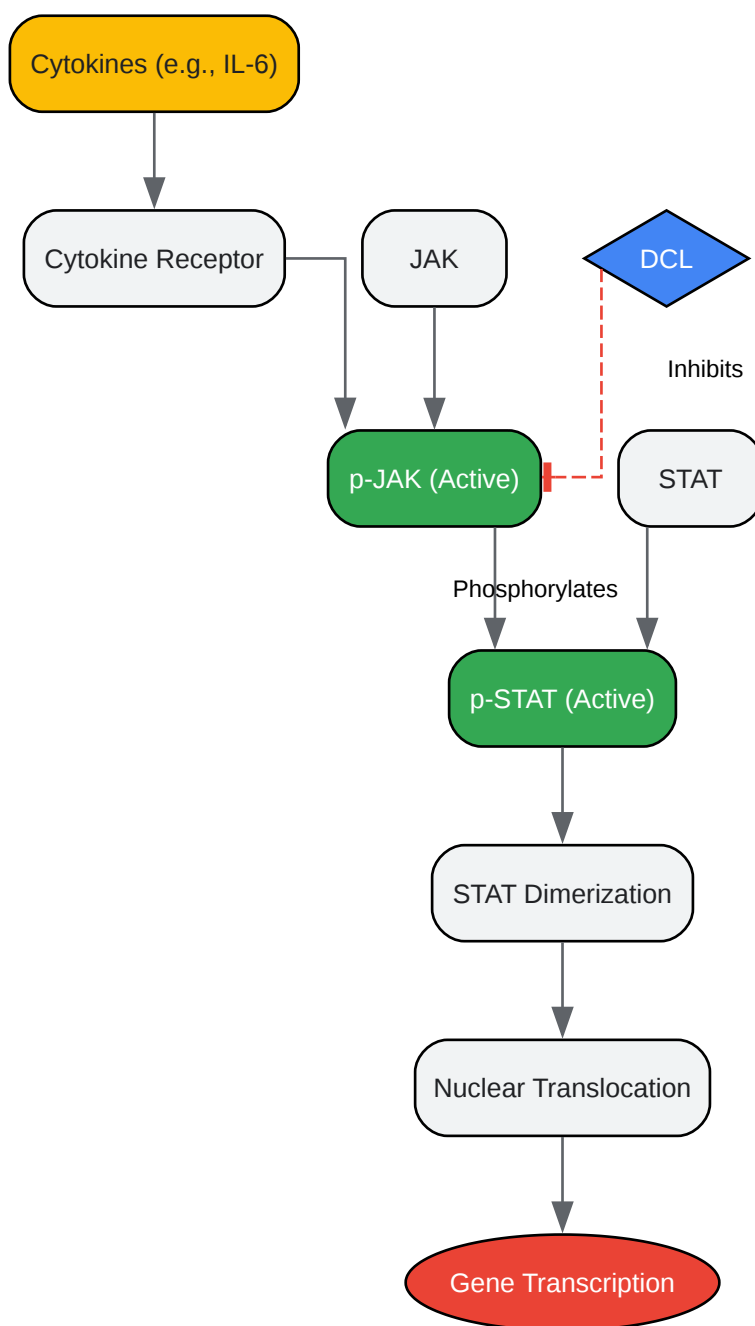 Cytokines (e.g., IL-6)
Cytokine Receptor
JAK
DCL
Inhibits
p-JAK (Active)
STAT
Phosphorylates
p-STAT (Active)
STAT Dimerization
Nuclear Translocation
Gene Transcription